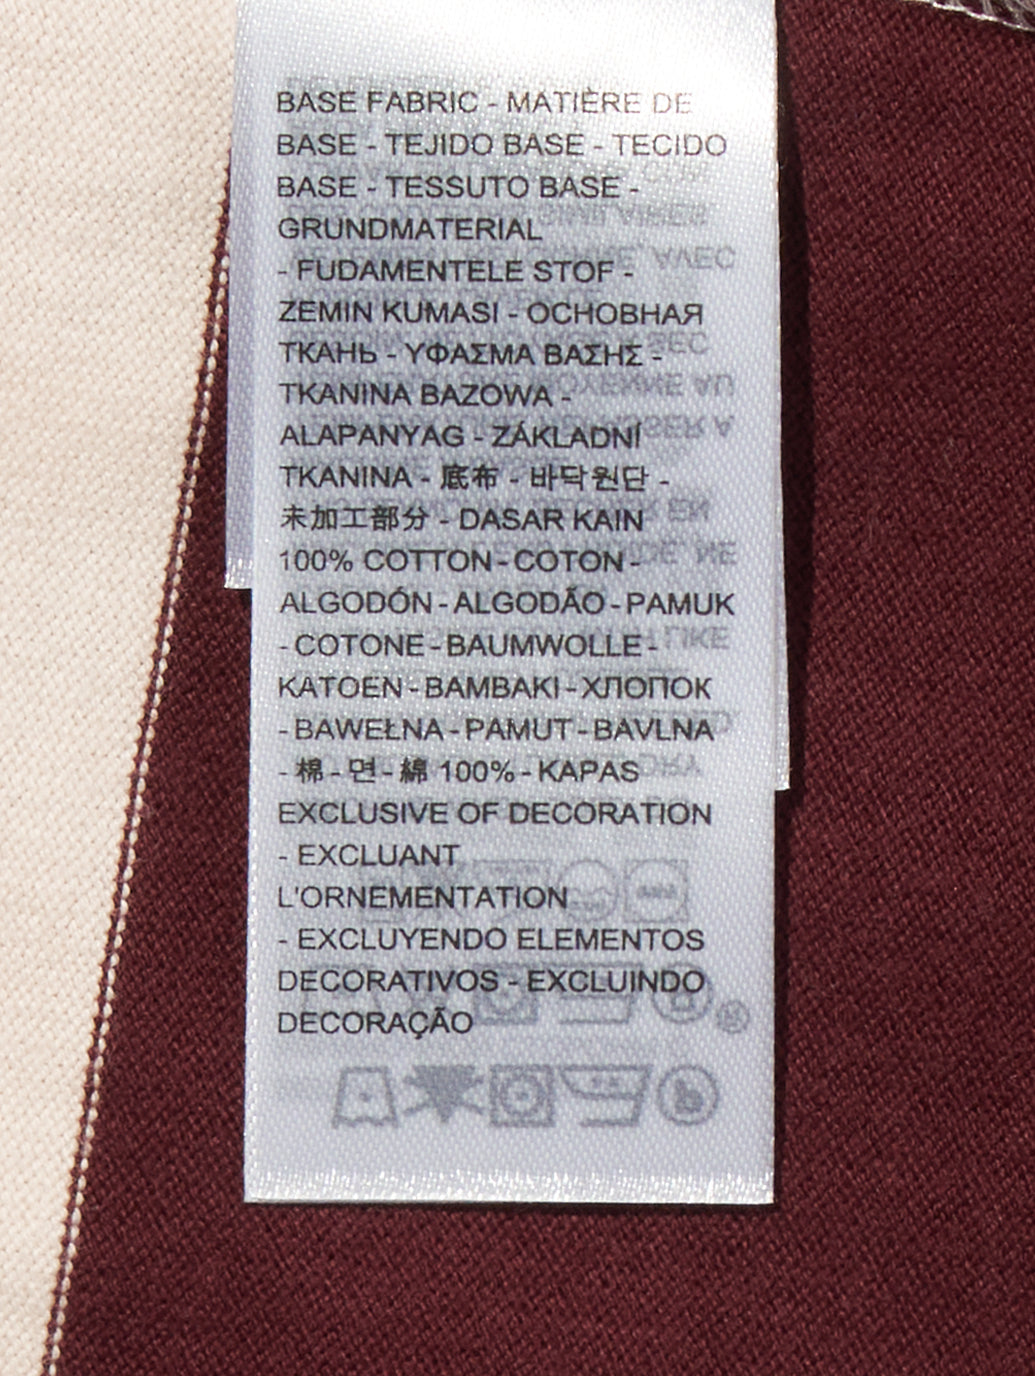 BASE FABRIC - MATIÈRE DE
BASE - TEJIDO BASE - TECIDO
BASE - TESSUTO BASE -
GRUNDMATERIAL
- FUDAMENTELE STOF -
ZEMIN KUMASI - ОСНОВНАЯ
ТКАНЬ - ΥΦΑΣΜΑ ΒΑΣΗΣ -
TKANINA BAZOWA -
ALAPANYAG - ZÁKLADNÍ
TKANINA - 底布 - 바닥원단 -
未加工部分 - DASAR KAIN
100% COTTON - COTON -
ALGODÓN - ALGODÃO - PAMUK
- COTONE - BAUMWOLLE -
KATOEN - BAMBAKI - ХЛОПОК
- BAWEŁNA - PAMUT - BAVLNA
- 棉 - 면 - 綿 100% - KAPAS
EXCLUSIVE OF DECORATION
- EXCLUANT
L'ORNEMENTATION
- EXCLUYENDO ELEMENTOS
DECORATIVOS - EXCLUINDO
DECORAÇÃO